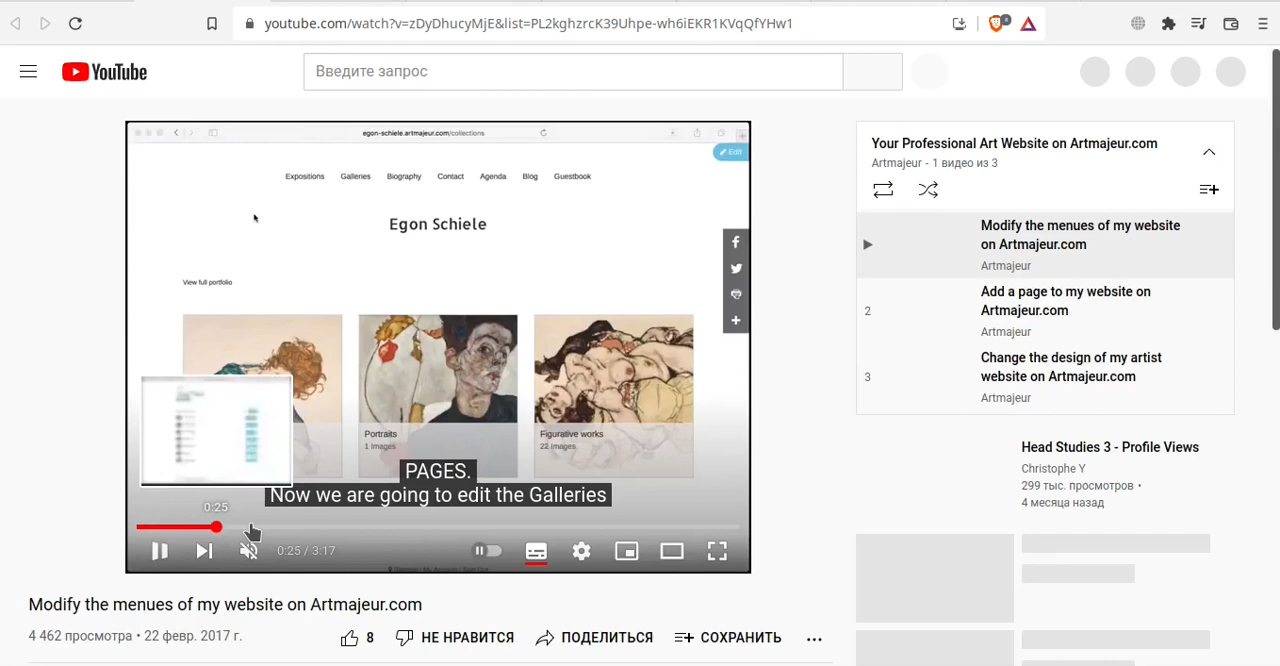 youtube.com/watch?v=zDyDhucyMjE&list=PL2kghzrcK39Uhpe-wh6iEKR1KVqQfYHw1
YouTube
Введите запрос
egon-schiele.artmajeur.com/collections
Edit
Expositions Galleries Biography Contact Agenda Blog Guestbook
Egon Schiele
View full portfolio
Portraits
1 Images
Figurative works
22 Images
PAGES.
Now we are going to edit the Galleries
0:25
0:25 / 3:17
Modify the menues of my website on Artmajeur.com
4 462 просмотра • 22 февр. 2017 г.
8 НЕ НРАВИТСЯ ПОДЕЛИТЬСЯ СОХРАНИТЬ
Your Professional Art Website on Artmajeur.com
Artmajeur - 1 видео из 3
Modify the menues of my website
on Artmajeur.com
Artmajeur
2
Add a page to my website on
Artmajeur.com
Artmajeur
3
Change the design of my artist
website on Artmajeur.com
Artmajeur
Head Studies 3 - Profile Views
Christophe Y
299 тыс. просмотров •
4 месяца назад